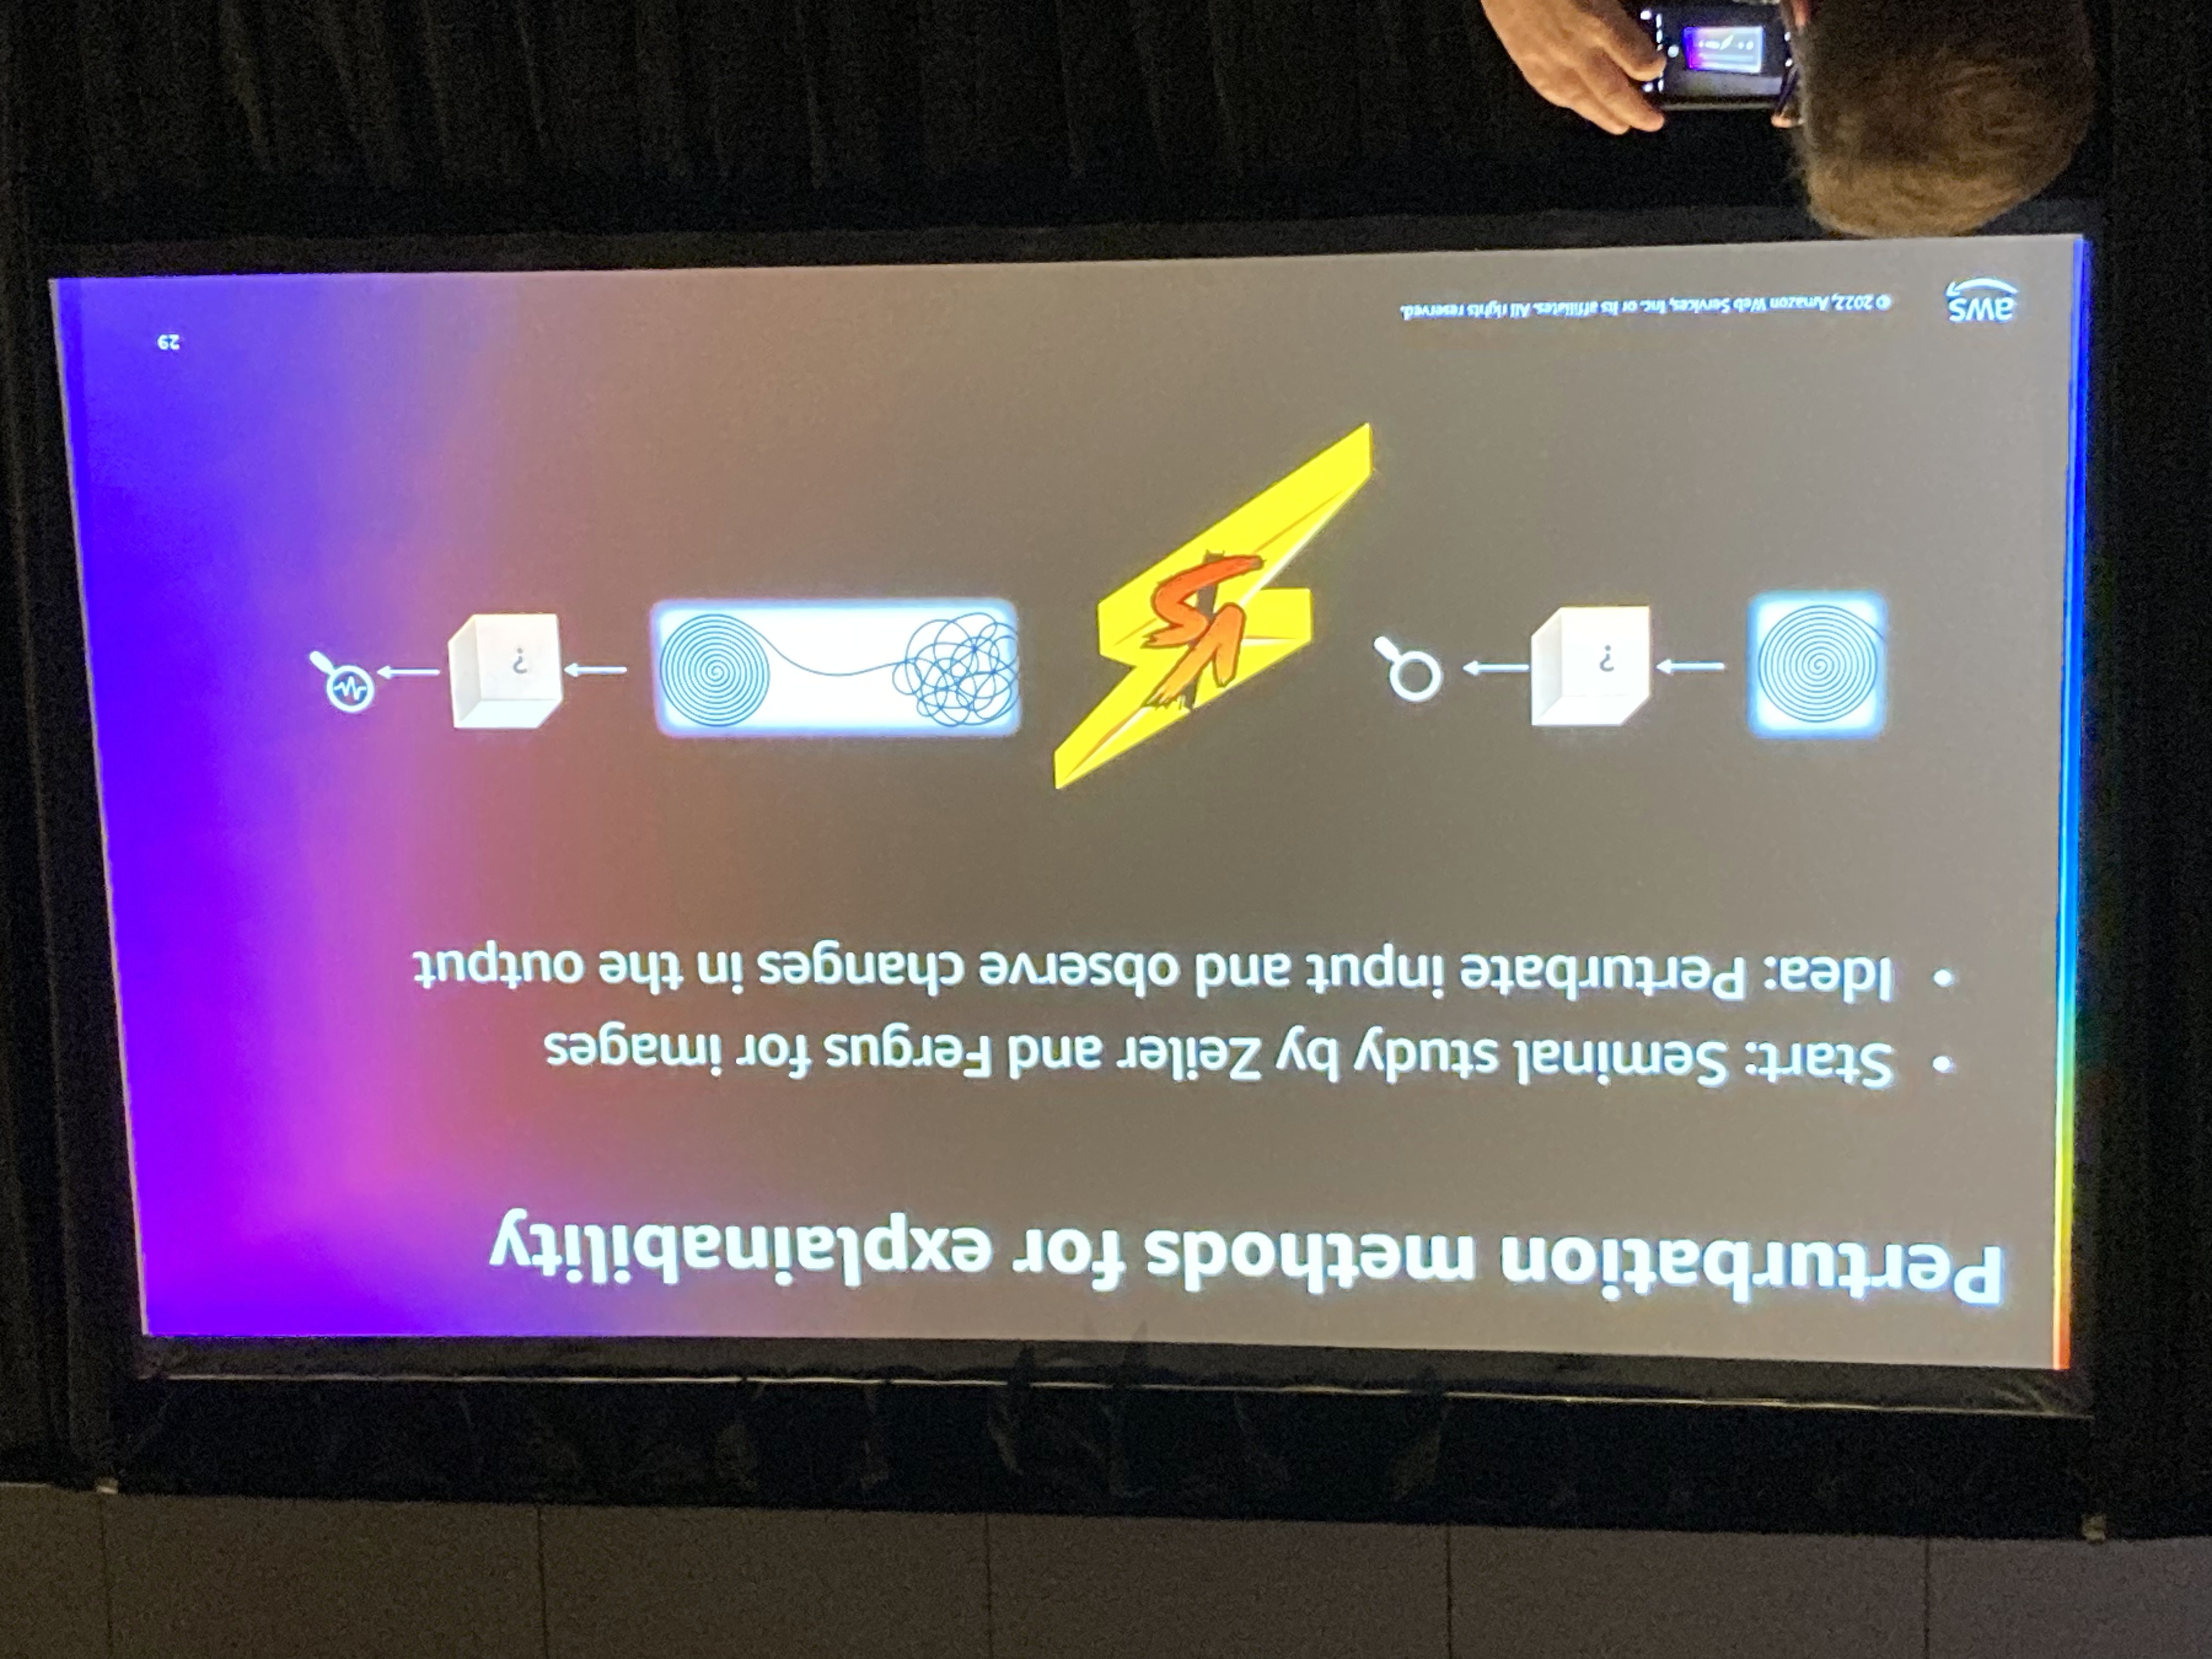 Perturbation methods for explainability
• Start: Seminal study by Zeiler and Fergus for images
• Idea: Perturbate input and observe changes in the output
?
VS
?
29
aws
© 2022, Amazon Web Services, Inc. or its affiliates. All rights reserved.